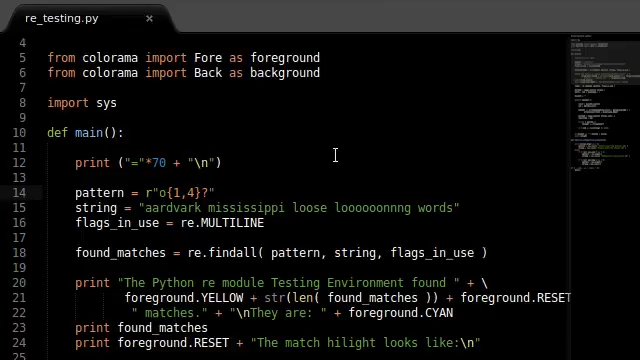 re_testing.py ×
4
5 from colorama import Fore as foreground
6 from colorama import Back as background
7
8 import sys
9
10 def main():
11
12 print ("="*70 + "\n")
13
14 pattern = r"o{1,4}?"
15 string = "aardvark mississippi loose loooooonnng words"
16 flags_in_use = re.MULTILINE
17
18 found_matches = re.findall( pattern, string, flags_in_use )
19
20 print "The Python re module Testing Environment found " + \
21 foreground.YELLOW + str(len( found_matches )) + foreground.RESET
22 " matches." + "\nThey are: " + foreground.CYAN
23 print found_matches
24 print foreground.RESET + "The match hilight looks like:\n"
25